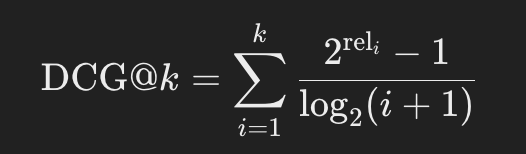 DCG@k = \sum_{i=1}^{k} \frac{2^{\mathrm{rel}_i} - 1}{\log_2(i + 1)}